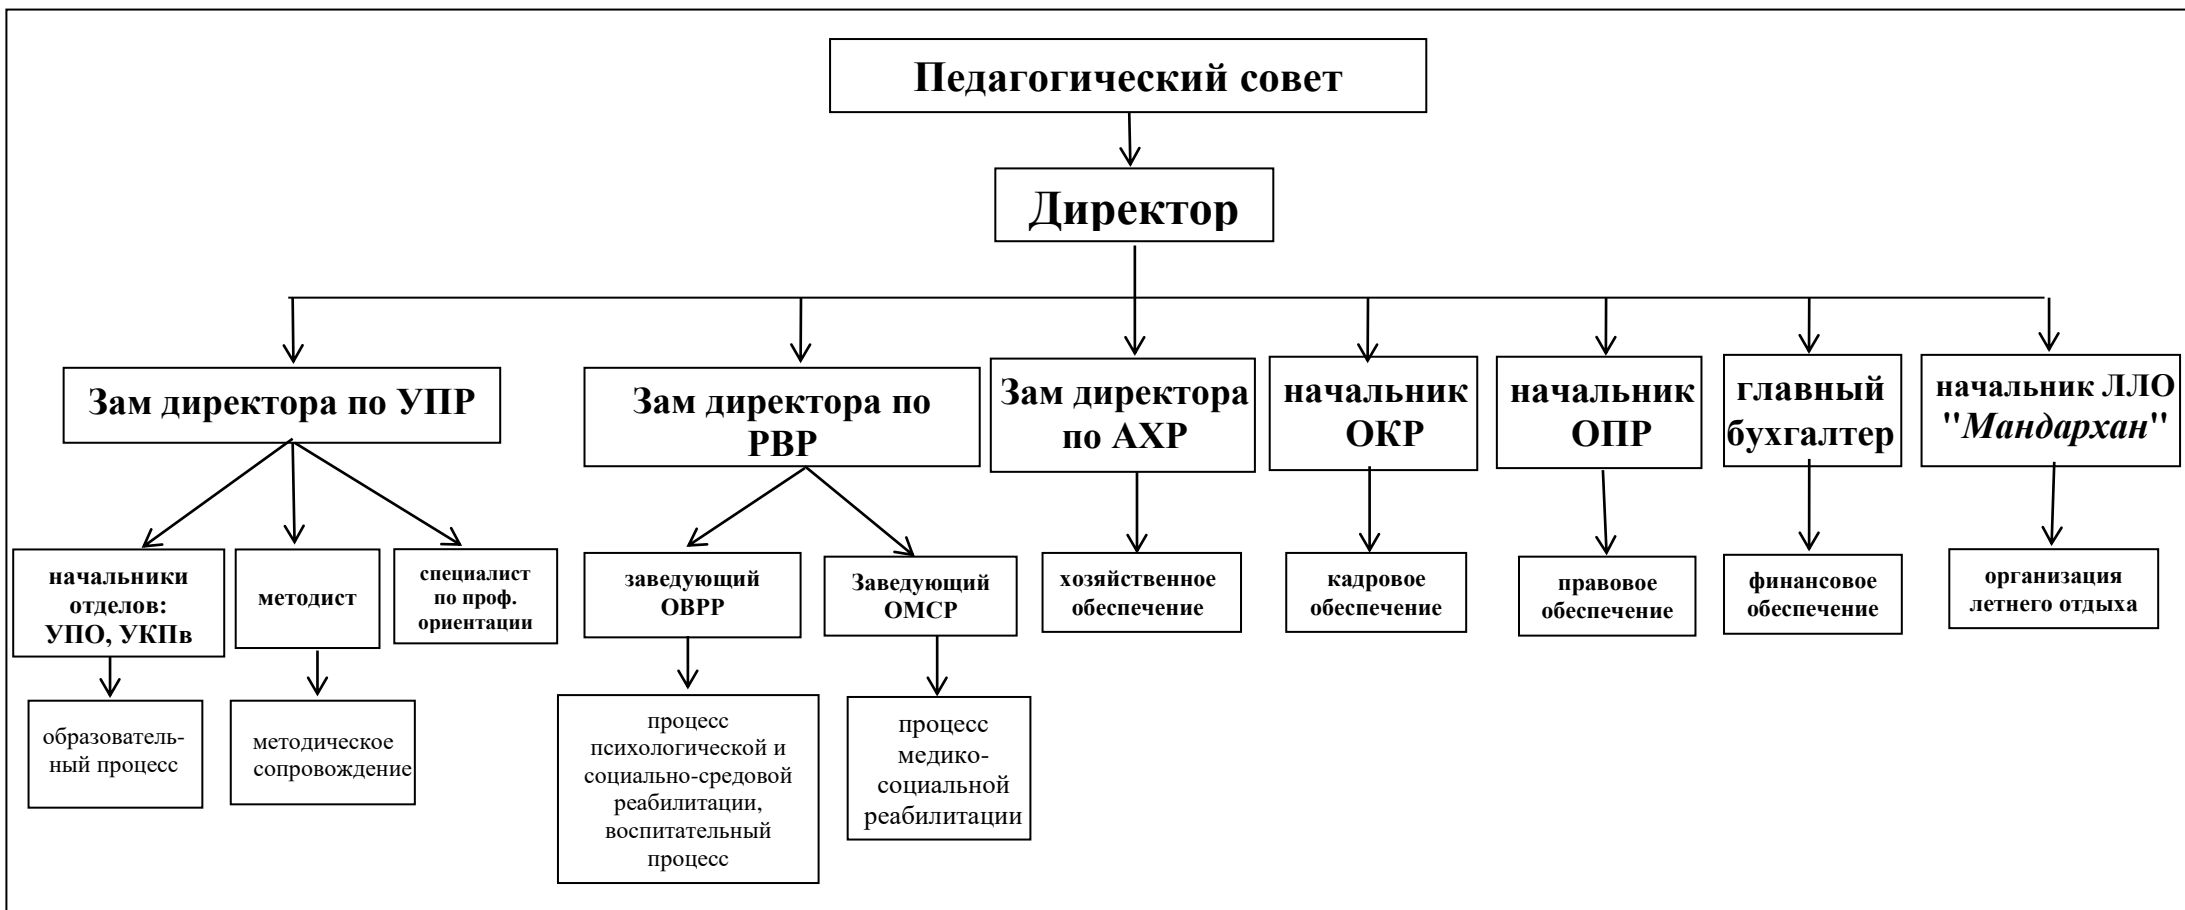 Педагогический совет
Директор
Зам директора по УПР
Зам директора по
РВР
Зам директора
по АХР
начальник
ОКР
начальник
ОПР
главный
бухгалтер
начальник ЛЛО
"Мандархан"
начальники
отделов:
УПО, УКПв
методист
специалист
по проф.
ориентации
заведующий
ОВРР
Заведующий
ОМСР
хозяйственное
обеспечение
кадровое
обеспечение
правовое
обеспечение
финансовое
обеспечение
организация
летнего отдыха
образователь-
ный процесс
методическое
сопровождение
процесс
психологической и
социально-средовой
реабилитации,
воспитательный
процесс
процесс
медико-
социальной
реабилитации